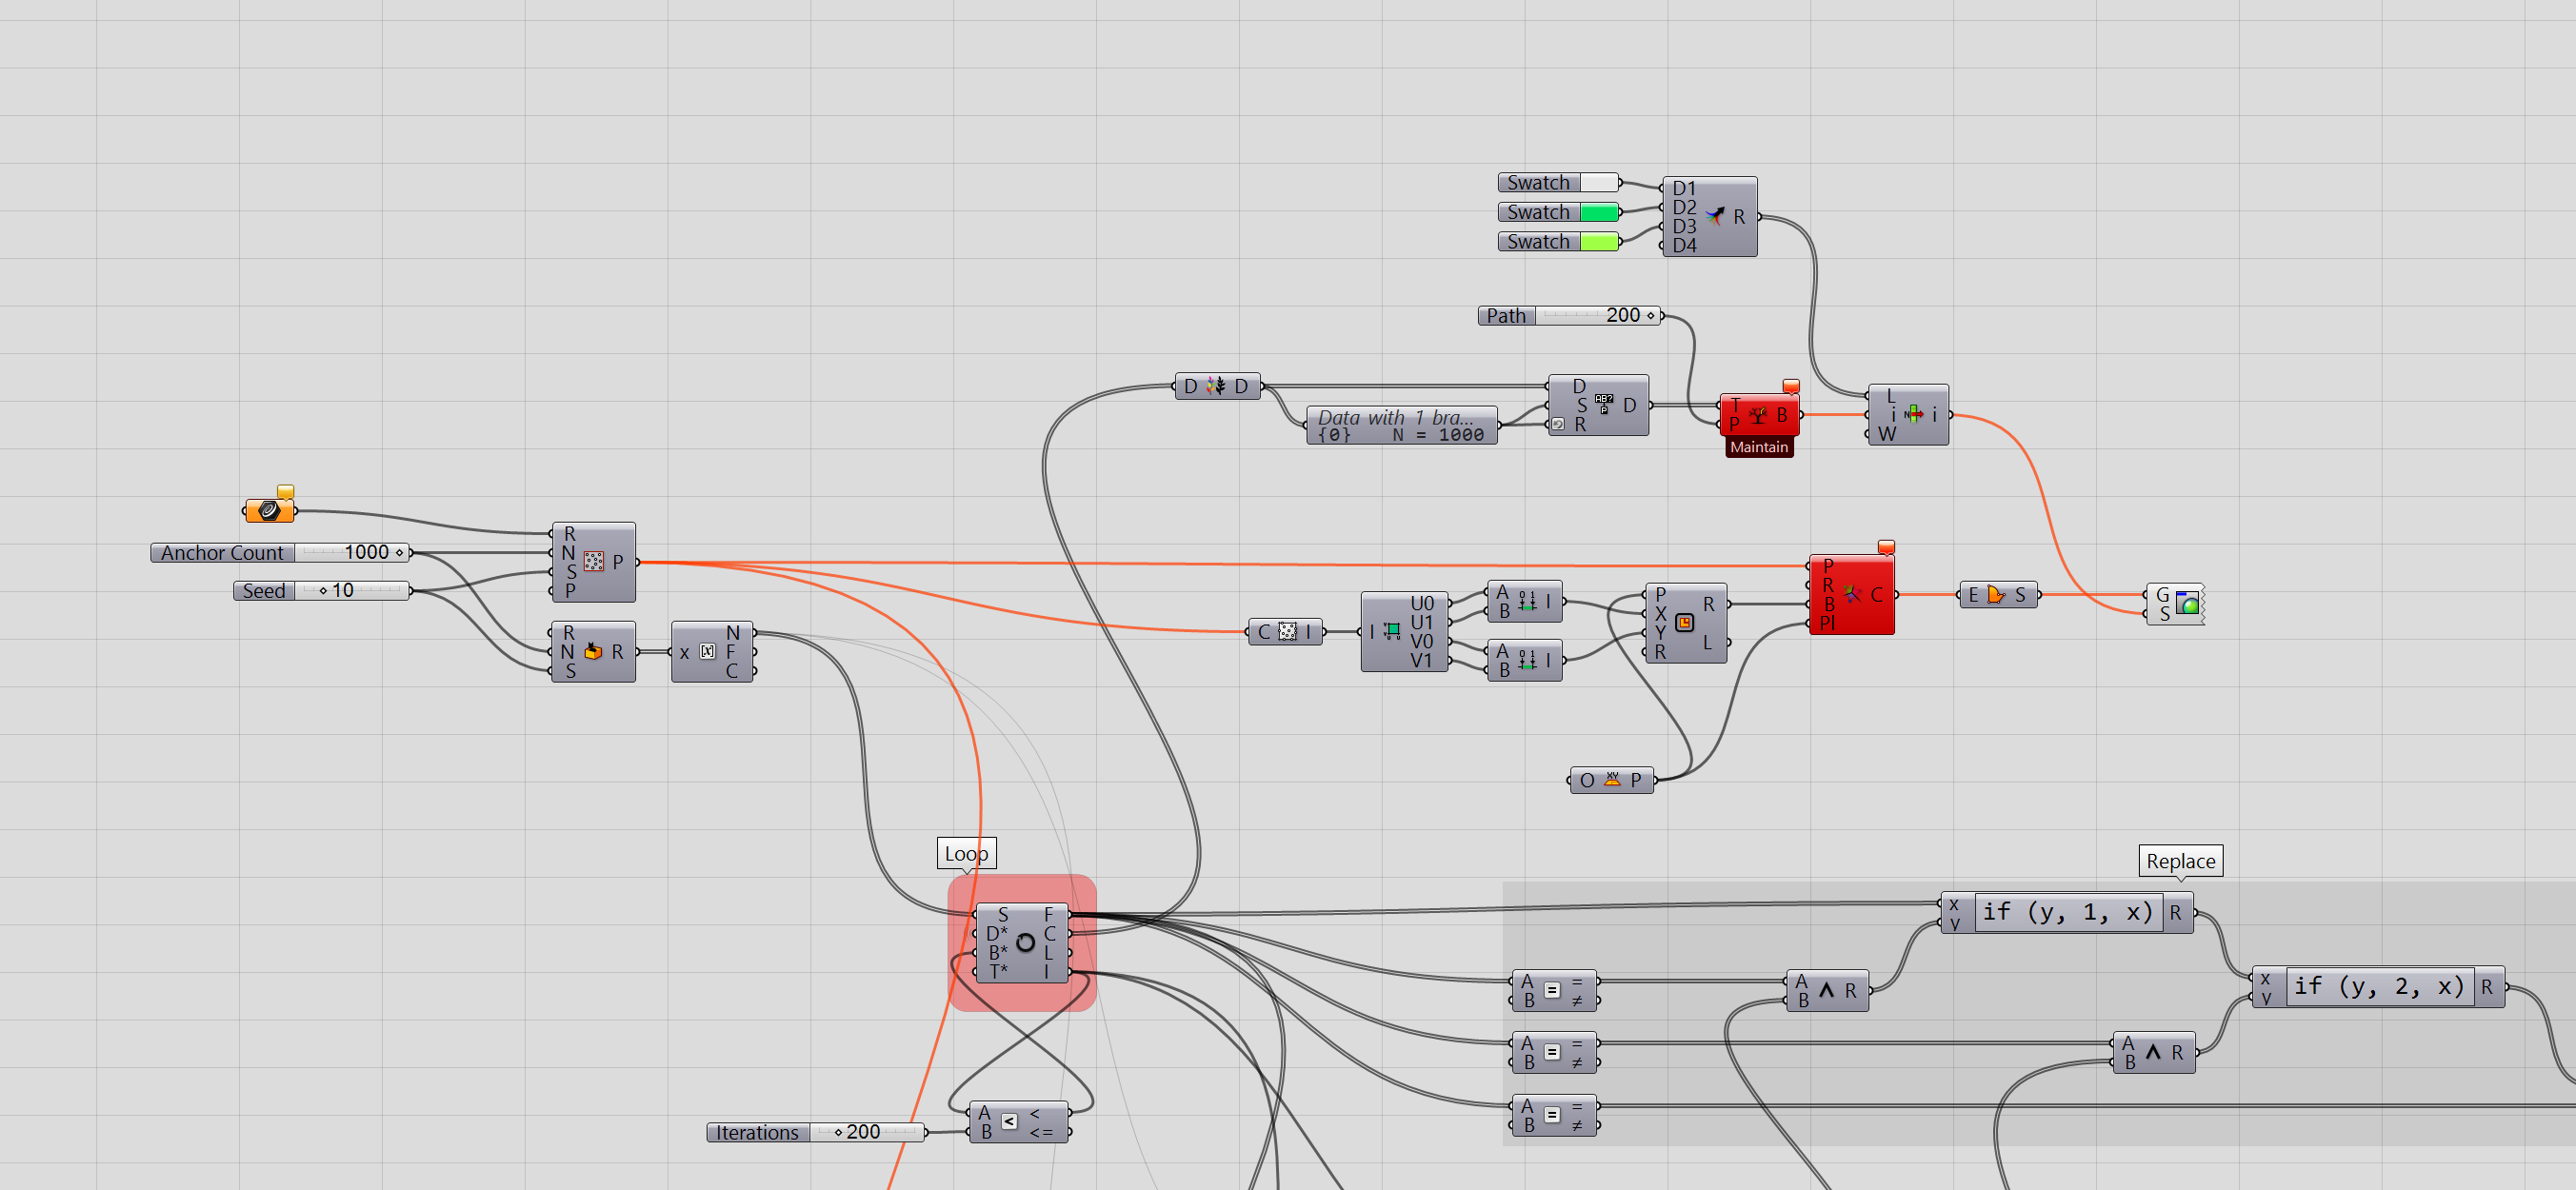 Swatch
Swatch
Swatch
D1
D2
D3
D4
R
Path 200
D D
Data with 1 bra...
{0} N = 1000
D
S
R
D
T
P
B
Maintain
L
i
W
i
Anchor Count 1000
Seed 10
R
N
S
P
P
R
N
S
R
x
N
F
C
C I
I
U0
U1
V0
V1
A
B
I
A
B
I
P
X
Y
R
R
L
P
R
B
Pl
C
E S
G
S
O XY P
Loop
S
D*
B*
T*
F
C
L
I
Iterations 200
A
B
<
<
<=
Replace
x
y
if (y, 1, x) R
x
y
if (y, 2, x) R
A
B
=
=
≠
A
B
=
=
≠
A
B
=
=
≠
A
B
∧ R
A
B
∧ R